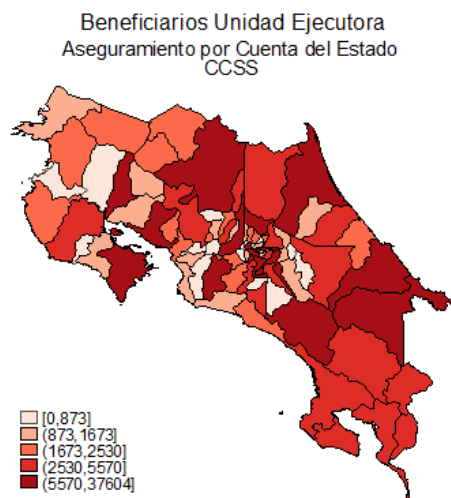 Beneficiarios Unidad Ejecutora
Aseguramiento por Cuenta del Estado
CCSS
[0,873]
(873,1673]
(1673,2530]
(2530,5570]
(5570,37604]